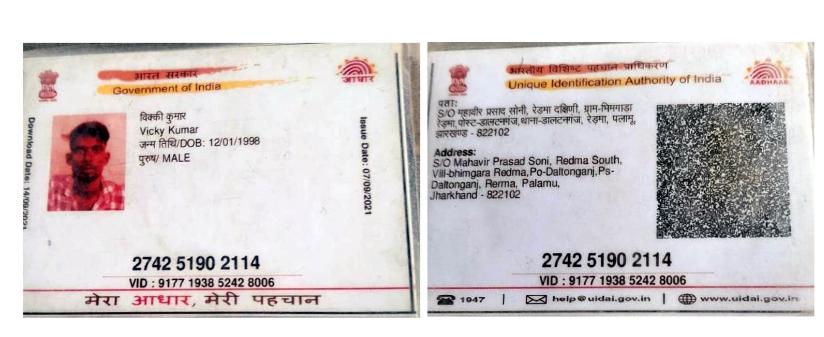 भारत सरकार
Government of India
आधार
Download Date: 14/09/2021
विक्की कुमार
Vicky Kumar
जन्म तिथि/DOB: 12/01/1998
पुरुष/ MALE
Issue Date: 07/09/2021
2742 5190 2114
VID : 9177 1938 5242 8006
मेरा आधार, मेरी पहचान
भारतीय विशिष्ट पहचान प्राधिकरण
Unique Identification Authority of India
AADHAAR
पता:
S/O महावीर प्रसाद सोनी, रेडमा दक्षिणी, ग्राम-भिमगाडा
रेडमा,पोस्ट-डालटनगंज,थाना-डालटनगंज, रेड़मा, पलामू,
झारखण्ड - 822102
Address:
S/O Mahavir Prasad Soni, Redma South,
Vill-bhimgara Redma,Po-Daltonganj,Ps-
Daltonganj, Rerma, Palamu,
Jharkhand - 822102
2742 5190 2114
VID : 9177 1938 5242 8006
1947
help@uidai.gov.in
www.uidai.gov.in